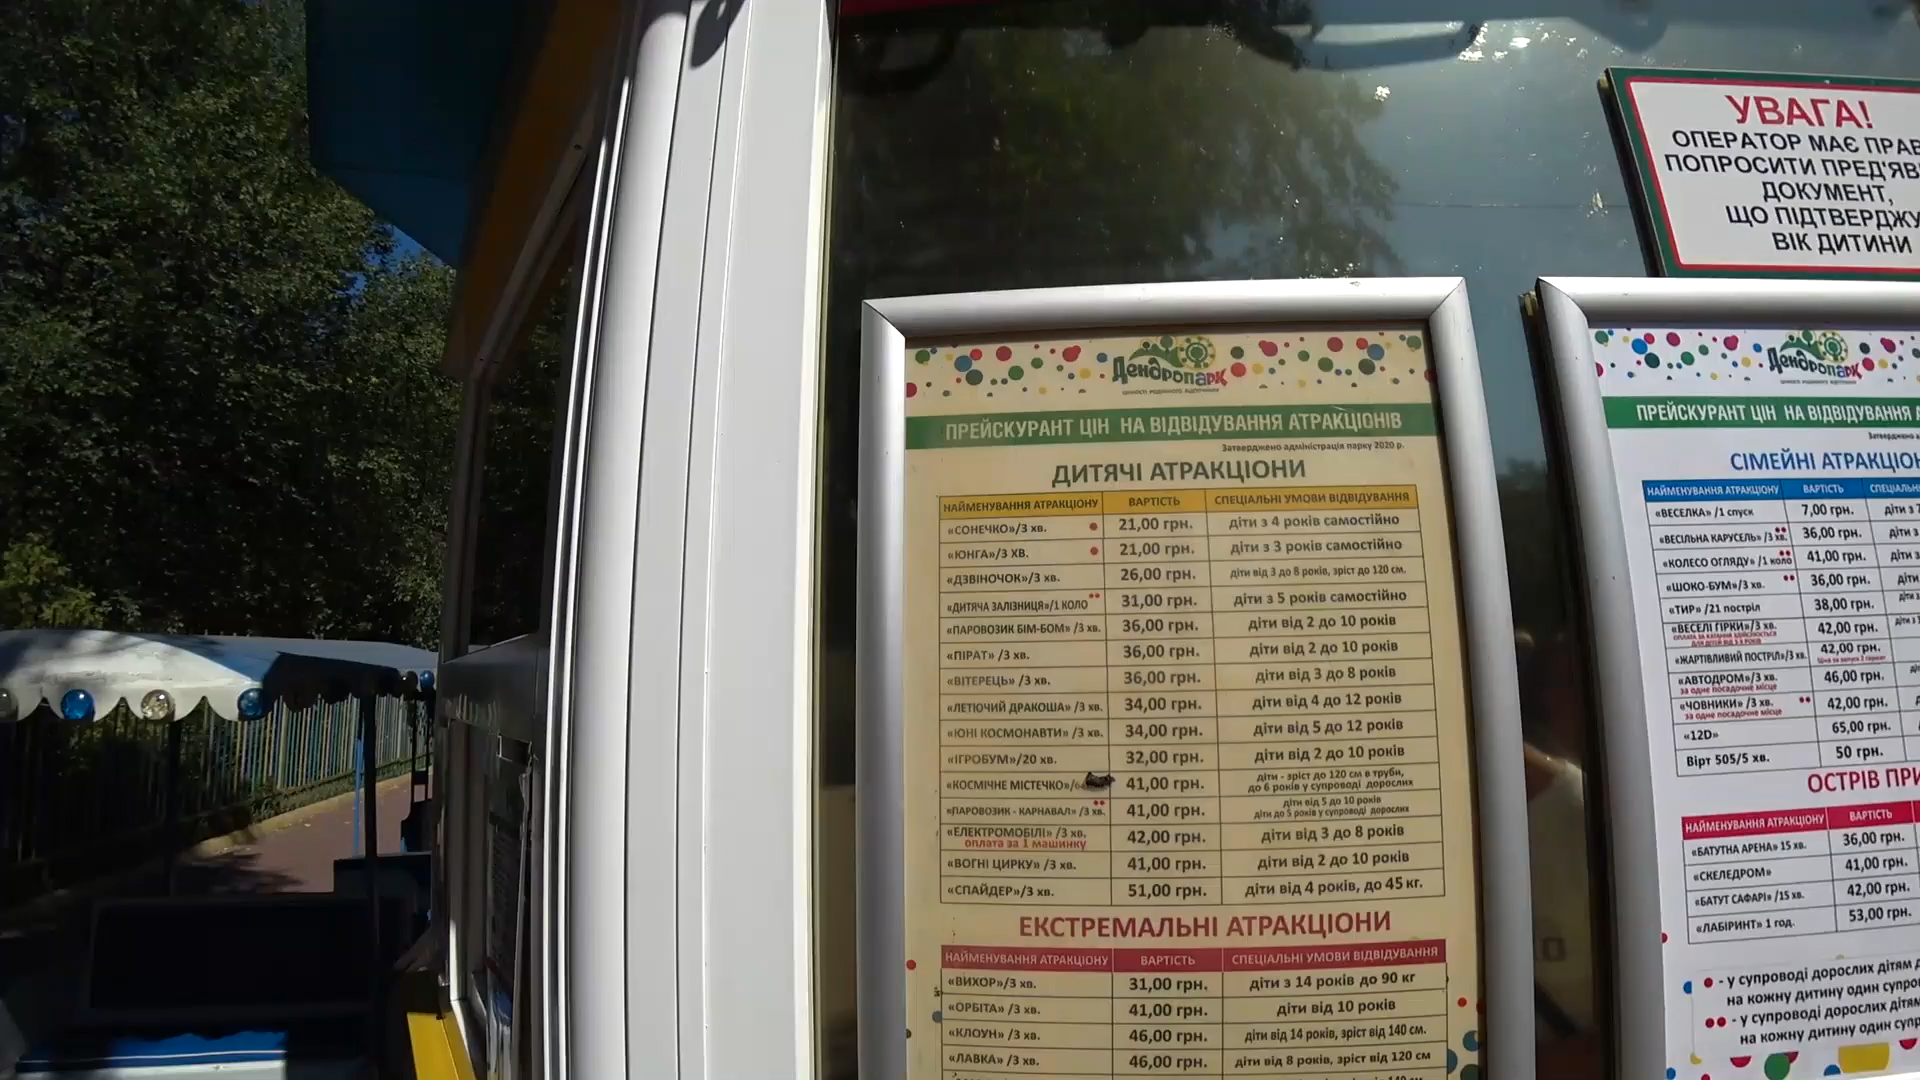 УВАГА!
ОПЕРАТОР МАЄ ПРАВ
ПОПРОСИТИ ПРЕД'ЯВ
ДОКУМЕНТ,
ЩО ПІДТВЕРДЖУ
ВІК ДИТИНИ
Дендропарк
ПРЕЙСКУРАНТ ЦІН НА ВІДВІДУВАННЯ АТРАКЦІОНІВ
Затверджено адміністрація парку 2020 р.
ДИТЯЧІ АТРАКЦІОНИ
НАЙМЕНУВАННЯ АТРАКЦІОНУ ВАРТІСТЬ СПЕЦІАЛЬНІ УМОВИ ВІДВІДУВАННЯ
«СОНЕЧКО»/3 хв. 21,00 грн. діти з 4 років самостійно
«ЮНГА»/3 ХВ. 21,00 грн. діти з 3 років самостійно
«ДЗВІНОЧОК»/3 хв. 26,00 грн. діти від 3 до 8 років, зріст до 120 см.
«ДИТЯЧА ЗАЛІЗНИЦЯ»/1 КОЛО 31,00 грн. діти з 5 років самостійно
«ПАРОВОЗИК БІМ-БОМ» /3 хв. 36,00 грн. діти від 2 до 10 років
«ПІРАТ» /3 хв. 36,00 грн. діти від 2 до 10 років
«ВІТЕРЕЦЬ» /3 хв. 36,00 грн. діти від 3 до 8 років
«ЛЕТЮЧИЙ ДРАКОША» /3 хв. 34,00 грн. діти від 4 до 12 років
«ЮНІ КОСМОНАВТИ» /3 хв. 34,00 грн. діти від 5 до 12 років
«ІГРОБУМ»/20 хв. 32,00 грн. діти від 2 до 10 років
«КОСМІЧНЕ МІСТЕЧКО»/ 41,00 грн. діти - зріст до 120 см в труби,
до 6 років у супроводі дорослих
«ПАРОВОЗИК - КАРНАВАЛ» /3 хв. 41,00 грн. діти від 5 до 10 років
діти до 5 років у супроводі дорослих
«ЕЛЕКТРОМОБІЛІ» /3 хв. 42,00 грн. діти від 3 до 8 років
оплата за 1 машинку
«ВОГНІ ЦИРКУ» /3 хв. 41,00 грн. діти від 2 до 10 років
«СПАЙДЕР»/3 хв. 51,00 грн. діти від 4 років, до 45 кг.
ЕКСТРЕМАЛЬНІ АТРАКЦІОНИ
НАЙМЕНУВАННЯ АТРАКЦІОНУ ВАРТІСТЬ СПЕЦІАЛЬНІ УМОВИ ВІДВІДУВАННЯ
«ВИХОР»/3 хв. 31,00 грн. діти з 14 років до 90 кг
«ОРБІТА» /3 хв. 41,00 грн. діти від 10 років
«КЛОУН» /3 хв. 46,00 грн. діти від 14 років, зріст від 140 см.
«ЛАВКА» /3 хв. 46,00 грн. діти від 8 років, зріст від 120 см
Дендропарк
ПРЕЙСКУРАНТ ЦІН НА ВІДВІДУВАННЯ А
Затверджено
СІМЕЙНІ АТРАКЦІОН
НАЙМЕНУВАННЯ АТРАКЦІОНУ ВАРТІСТЬ СПЕЦІАЛЬН
«ВЕСЕЛКА» /1 спуск 7,00 грн. діти з 7
«ВЕСІЛЬНА КАРУСЕЛЬ» /3 хв. 36,00 грн. діти з
«КОЛЕСО ОГЛЯДУ» /1 коло 41,00 грн. діти з
«ШОКО-БУМ»/3 хв. 36,00 грн. діти з
«ТИР» /21 постріл 38,00 грн. діти з
«ВЕСЕЛІ ГІРКИ»/3 хв. 42,00 грн.
«ЖАРТІВЛИВИЙ ПОСТРІЛ»/3 хв. 42,00 грн.
«АВТОДРОМ»/3 хв. 46,00 грн.
за одне посадочне місце
«ЧОВНИКИ» /3 хв. 42,00 грн.
за одне посадочне місце
«12D» 65,00 грн.
Вірт 505/5 хв. 50 грн.
ОСТРІВ ПРИ
НАЙМЕНУВАННЯ АТРАКЦІОНУ ВАРТІСТЬ
«БАТУТНА АРЕНА» 15 хв. 36,00 грн.
«СКЕЛЕДРОМ» 41,00 грн.
«БАТУТ САФАРІ» /15 хв. 42,00 грн.
«ЛАБІРИНТ» 1 год. 53,00 грн.
- у супроводі дорослих дітям д
на кожну дитину один супро
- у супроводі дорослих дітям
на кожну дитину один супр